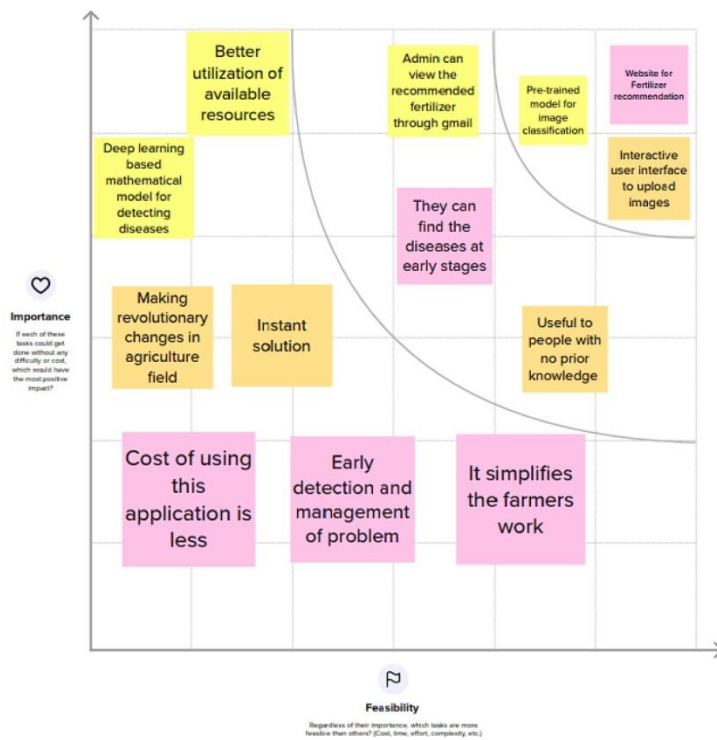 Better
utilization of
available
resources
Admin can
view the
recommended
fertilizer
through gmail
Pre-trained
model for
image
classification
Website for
Fertilizer
recommendation
Deep learning
based
mathematical
model for
detecting
diseases
Interactive
user interface
to upload
images
They can
find the
diseases at
early stages
Importance
If each of these
tasks could get
done without any
difficulty or cost,
which would have
the most positive
impact?
Making
revolutionary
changes in
agriculture
field
Instant
solution
Useful to
people with
no prior
knowledge
Cost of using
this
application is
less
Early
detection and
management
of problem
It simplifies
the farmers
work
Feasibility
Regardless of their importance, which tasks are more
feasible than others? (Cost, time, effort, complexity, etc.)